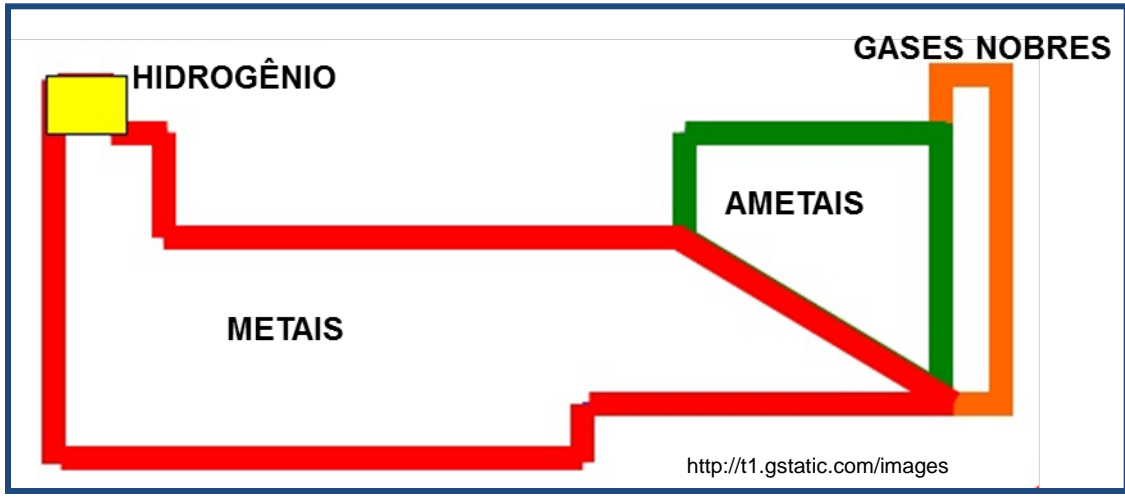 GASES NOBRES
HIDROGÊNIO
AMETAIS
METAIS
http://t1.gstatic.com/images